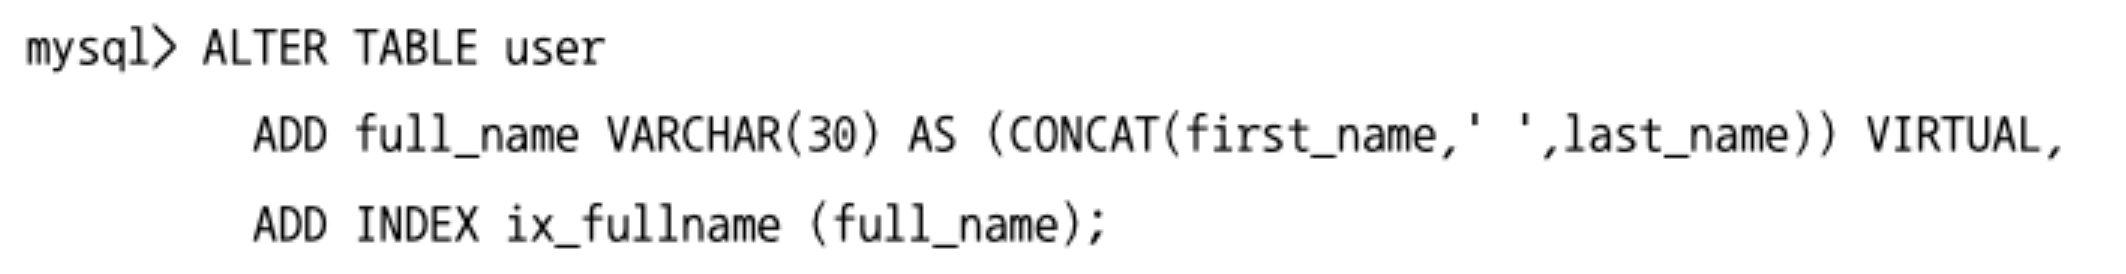 mysql> ALTER TABLE user
ADD full_name VARCHAR(30) AS (CONCAT(first_name,' ',last_name)) VIRTUAL,
ADD INDEX ix_fullname (full_name);